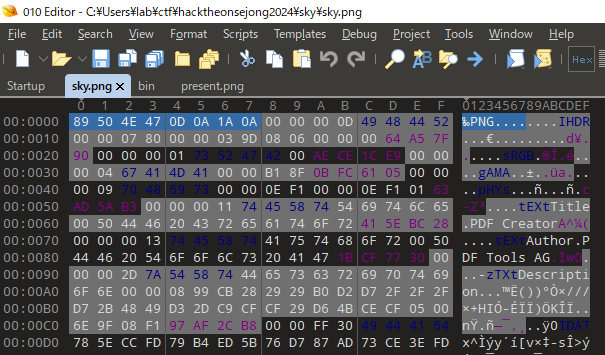 010 Editor - C:¥Users¥lab¥ctf¥hacktheonsejong2024¥sky¥sky.png
File Edit Search View Format Scripts Templates Debug Analysis Project Tools Window Help
Hex
Startup sky.png bin present.png
0 1 2 3 4 5 6 7 8 9 A B C D E F 0123456789ABCDEF
00:0000 89 50 4E 47 0D 0A 1A 0A 00 00 00 0D 49 48 44 52 ‰PNG........IHDR
00:0010 00 00 07 80 00 00 03 9D 08 06 00 00 00 64 A5 7F ...€.........d¥.
00:0020 90 00 00 00 01 73 52 47 42 00 AE CE 1C E9 00 00 .....sRGB.®Î.é..
00:0030 00 04 67 41 4D 41 00 00 B1 8F 0B FC 61 05 00 00 ..gAMA..±..üa...
00:0040 00 09 70 48 59 73 00 00 0E F1 00 00 0E F1 01 63 ..pHYs...ñ...ñ.c
00:0050 AD 5A B3 00 00 00 11 74 45 58 74 54 69 74 6C 65 -Z³....tEXtTitle
00:0060 00 50 44 46 20 43 72 65 61 74 6F 72 41 5E BC 28 .PDF CreatorA^¼(
00:0070 00 00 00 13 74 45 58 74 41 75 74 68 6F 72 00 50 ....tEXtAuthor.P
00:0080 44 46 20 54 6F 6F 6C 73 20 41 47 1B CF 77 30 00 DF Tools AG.Ïw0.
00:0090 00 00 2D 7A 54 58 74 44 65 73 63 72 69 70 74 69 ..-zTXtDescripti
00:00A0 6F 6E 00 00 08 99 CB 28 29 29 B0 D2 D7 2F 2F 2F on...™Ë())°Ò×///
00:00B0 D7 2B 48 49 D3 2D C9 CF CF 29 D6 4B CE CF 05 00 ×+HIÓ-ÉÏÏ)ÖKÎÏ..
00:00C0 6E 9F 08 F1 97 AF 2C B8 00 00 FF 30 49 44 41 54 nŸ.ñ—¯,¸..ÿ0IDAT
00:00D0 78 5E CC FD 79 B4 ED 5B 76 D7 87 AD 73 CE 3E FD x^Ìýy´í[v×‡-sÎ>ý